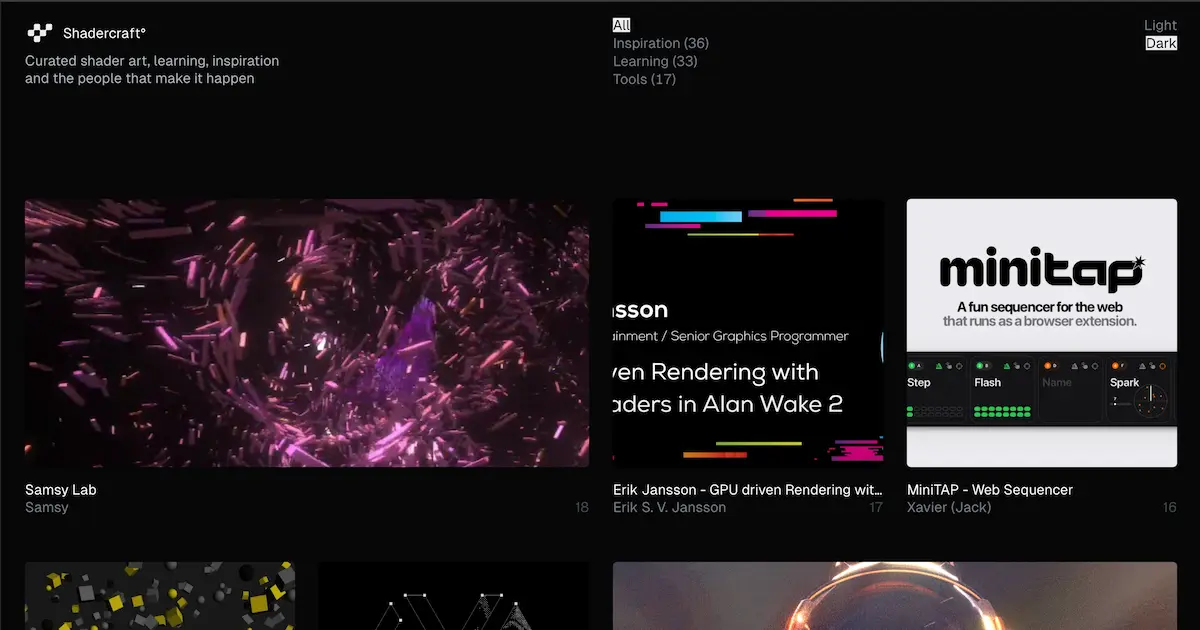 Shadercraft°
Curated shader art, learning, inspiration
and the people that make it happen
All
Inspiration (36)
Learning (33)
Tools (17)
Light
Dark
sson
ainment / Senior Graphics Programmer
ven Rendering with
aders in Alan Wake 2
minitap
A fun sequencer for the web
that runs as a browser extension.
Step
Flash
Name
Spark
Samsy Lab
Samsy
18
Erik Jansson - GPU driven Rendering wit...
Erik S. V. Jansson
17
MiniTAP - Web Sequencer
Xavier (Jack)
16